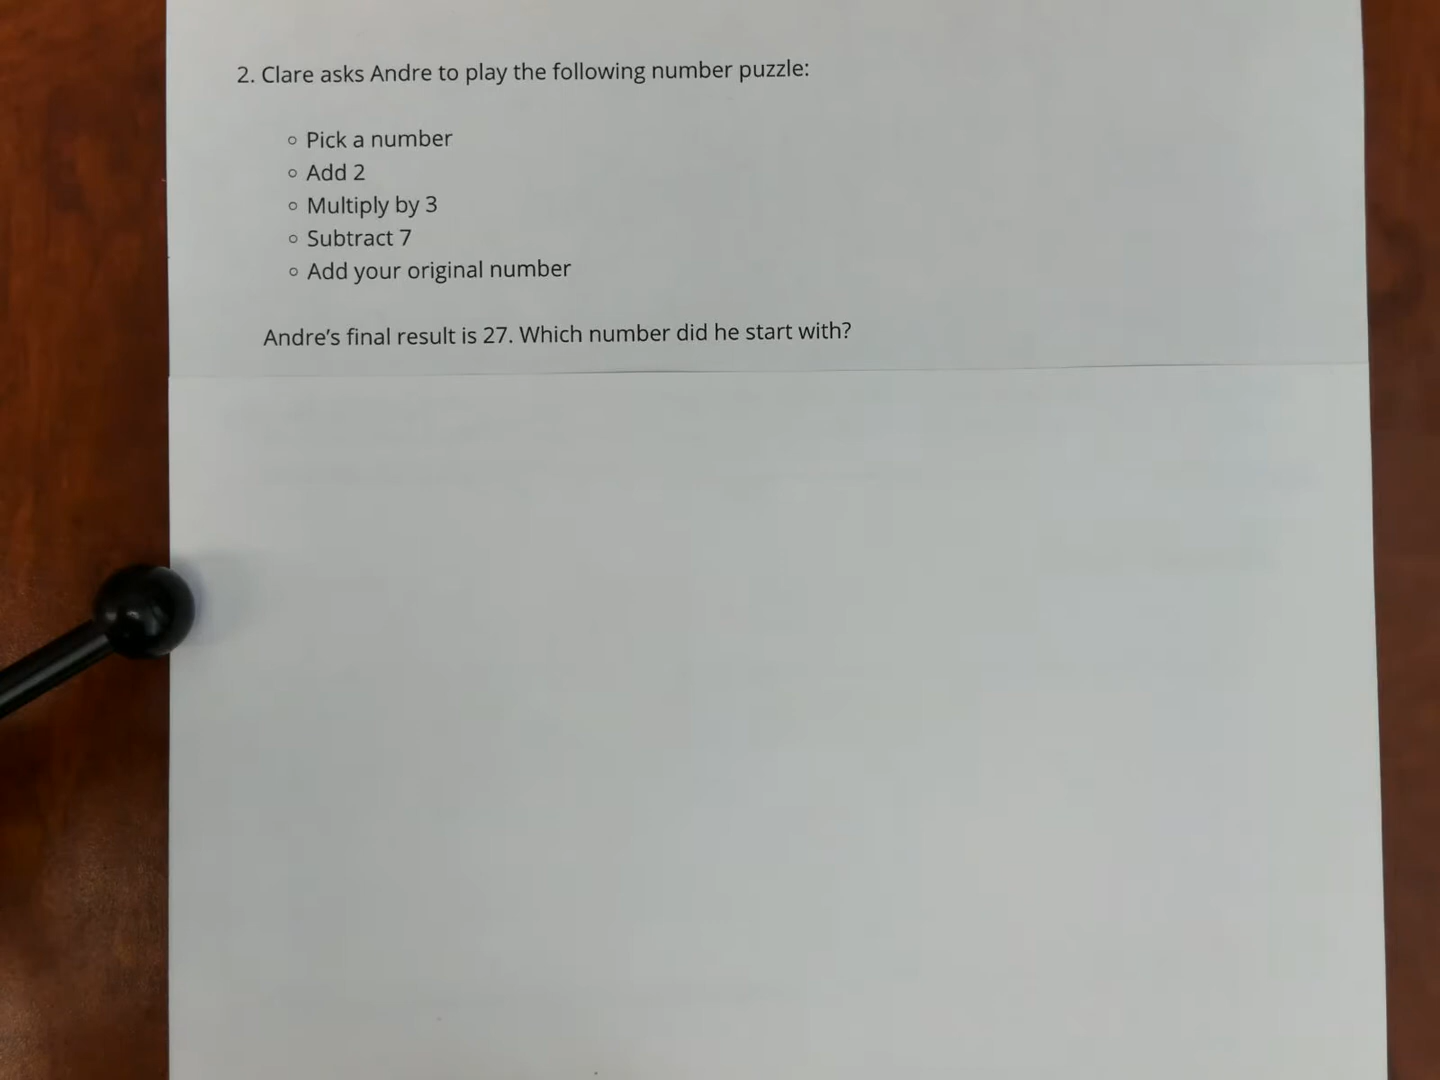 2. Clare asks Andre to play the following number puzzle:
◦ Pick a number
◦ Add 2
◦ Multiply by 3
◦ Subtract 7
◦ Add your original number
Andre’s final result is 27. Which number did he start with?